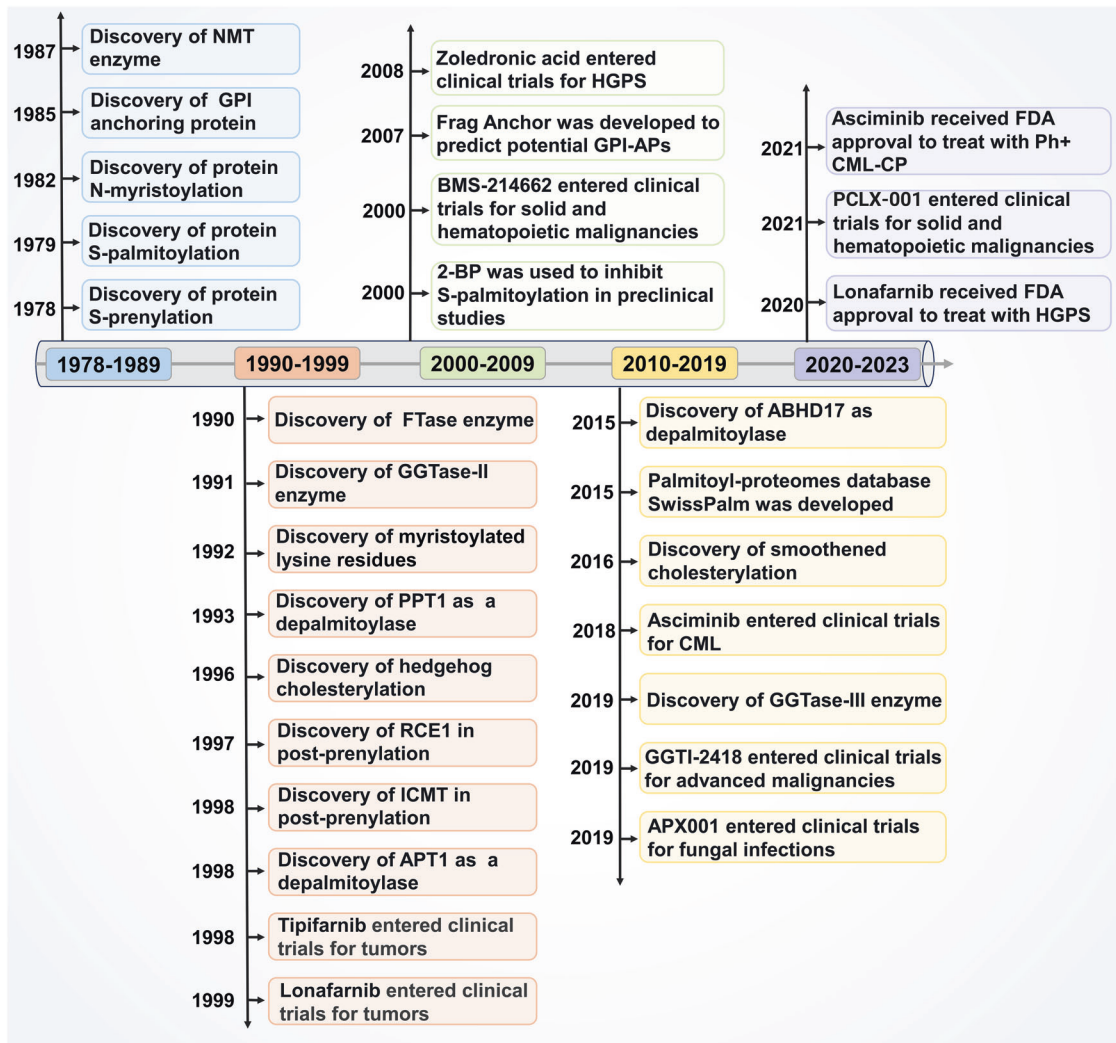 1987
Discovery of NMT
enzyme
1985
Discovery of GPI
anchoring protein
1982
Discovery of protein
N-myristoylation
1979
Discovery of protein
S-palmitoylation
1978
Discovery of protein
S-prenylation
2008
Zoledronic acid entered
clinical trials for HGPS
2007
Frag Anchor was developed to
predict potential GPI-APs
2000
BMS-214662 entered clinical
trials for solid and
hematopoietic malignancies
2000
2-BP was used to inhibit
S-palmitoylation in preclinical
studies
2021
Asciminib received FDA
approval to treat with Ph+
CML-CP
2021
PCLX-001 entered clinical
trials for solid and
hematopoietic malignancies
2020
Lonafarnib received FDA
approval to treat with HGPS
1978-1989
1990-1999
2000-2009
2010-2019
2020-2023
1990
Discovery of FTase enzyme
1991
Discovery of GGTase-II
enzyme
1992
Discovery of myristoylated
lysine residues
1993
Discovery of PPT1 as a
depalmitoylase
1996
Discovery of hedgehog
cholesterylation
1997
Discovery of RCE1 in
post-prenylation
1998
Discovery of ICMT in
post-prenylation
1998
Discovery of APT1 as a
depalmitoylase
1998
Tipifarnib entered clinical
trials for tumors
1999
Lonafarnib entered clinical
trials for tumors
2015
Discovery of ABHD17 as
depalmitoylase
2015
Palmitoyl-proteomes database
SwissPalm was developed
2016
Discovery of smoothened
cholesterylation
2018
Asciminib entered clinical trials
for CML
2019
Discovery of GGTase-III enzyme
2019
GGTI-2418 entered clinical trials
for advanced malignancies
2019
APX001 entered clinical trials
for fungal infections